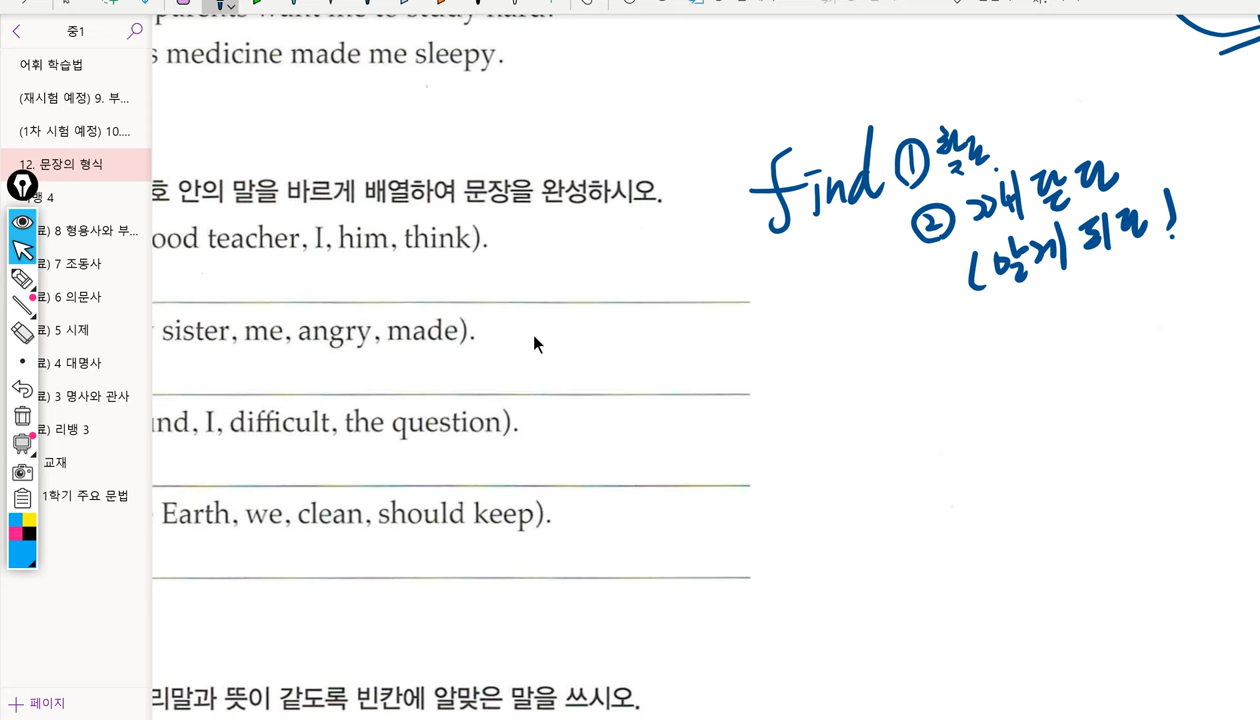 parents want me to study hard.
s medicine made me sleepy.
중1
어휘 학습법
(재시험 예정) 9. 부...
(1차 시험 예정) 10....
12. 문장의 형식
4
료) 8 형용사와 부...
료) 7 조동사
료) 6 의문사
료) 5 시제
료) 4 대명사
료) 3 명사와 관사
료) 리뱅 3
교재
1학기 주요 문법
페이지
호 안의 말을 바르게 배열하여 문장을 완성하시오.
ood teacher, I, him, think).
sister, me, angry, made).
und, I, difficult, the question).
Earth, we, clean, should keep).
리말과 뜻이 같도록 빈칸에 알맞은 말을 쓰시오.
find ①
② 깨닫다
(알게 되다)